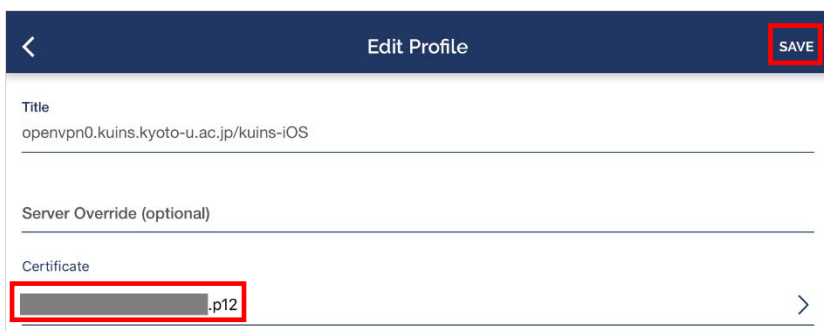 Edit Profile
SAVE
Title
openvpn0.kuins.kyoto-u.ac.jp/kuins-iOS
Server Override (optional)
Certificate
.p12